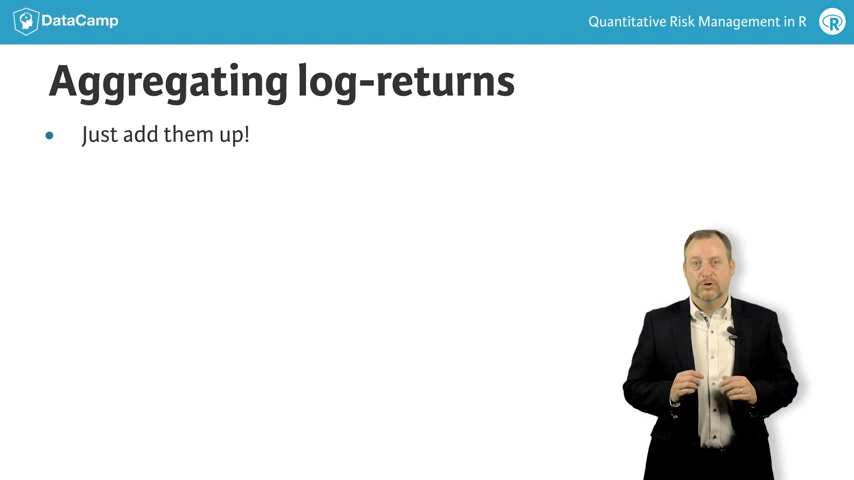 DataCamp
Quantitative Risk Management in R
R
Aggregating log-returns
• Just add them up!